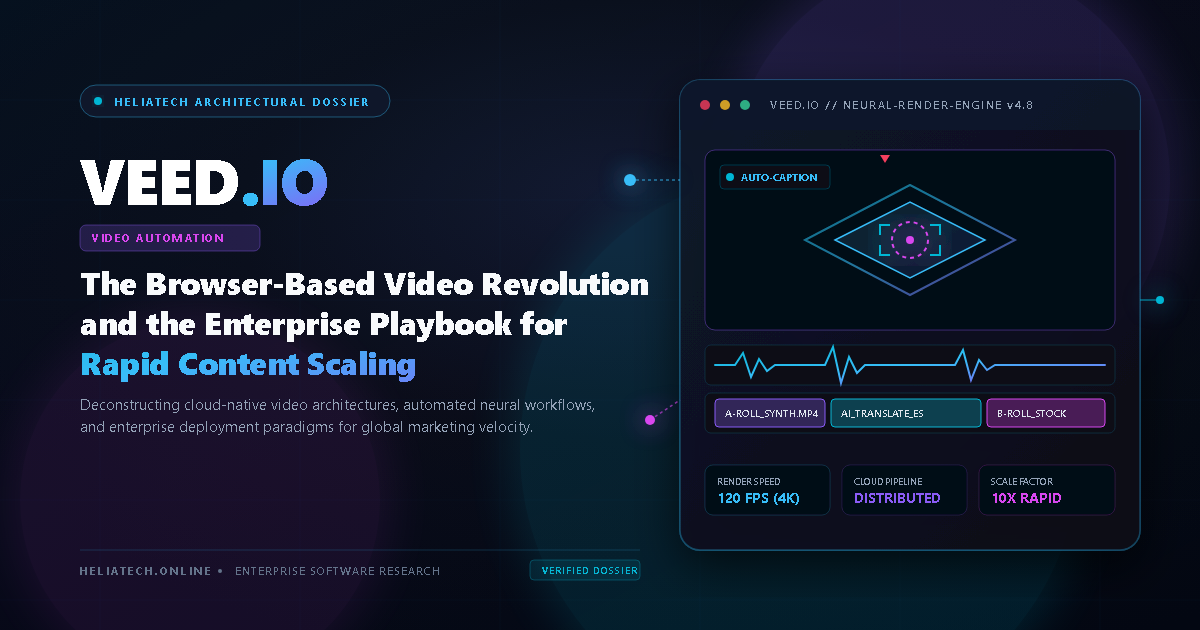 HELIATECH ARCHITECTURAL DOSSIER
VEED.IO
VIDEO AUTOMATION
The Browser-Based Video Revolution
and the Enterprise Playbook for
Rapid Content Scaling
Deconstructing cloud-native video architectures, automated neural workflows,
and enterprise deployment paradigms for global marketing velocity.
HELIATECH.ONLINE • ENTERPRISE SOFTWARE RESEARCH
VERIFIED DOSSIER
VEED.IO // NEURAL-RENDER-ENGINE v4.8
AUTO-CAPTION
A-ROLL_SYNTH.MP4
AI_TRANSLATE_ES
B-ROLL_STOCK
RENDER SPEED
120 FPS (4K)
CLOUD PIPELINE
DISTRIBUTED
SCALE FACTOR
10X RAPID